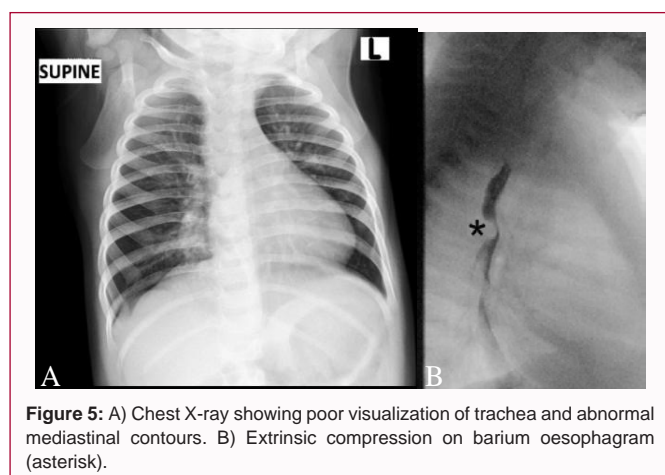 SUPINE
L
*
A
B
Figure 5: A) Chest X-ray showing poor visualization of trachea and abnormal
mediastinal contours. B) Extrinsic compression on barium oesophagram
(asterisk).